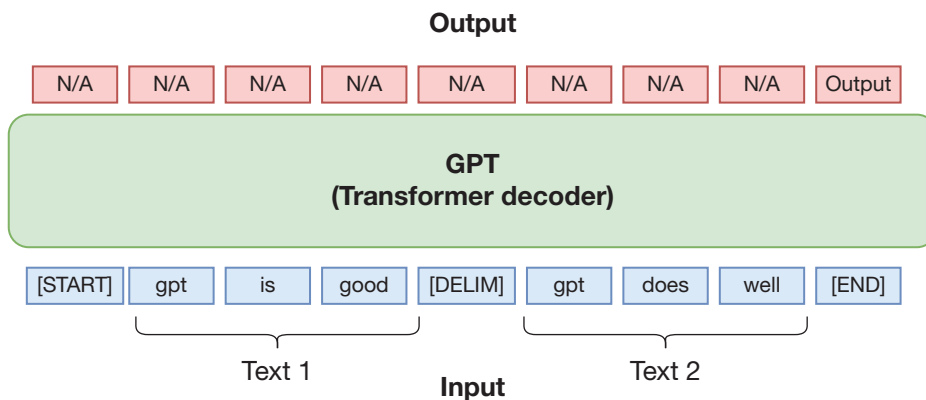 Output
N/A N/A N/A N/A N/A N/A N/A N/A Output
GPT
(Transformer decoder)
[START] gpt is good [DELIM] gpt does well [END]
Text 1 Text 2
Input